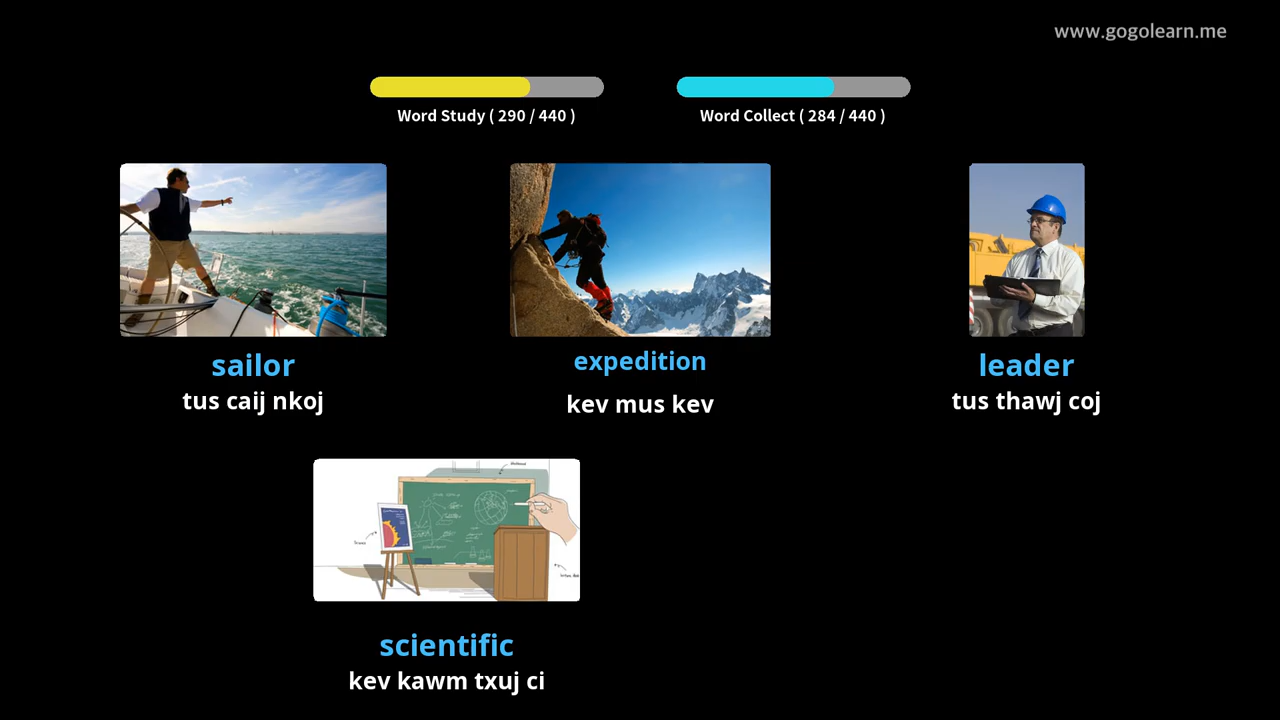 www.gogolearn.me
Word Study ( 290 / 440 )
Word Collect ( 284 / 440 )
sailor
tus caij nkoj
expedition
kev mus kev
leader
tus thawj coj
scientific
kev kawm txuj ci